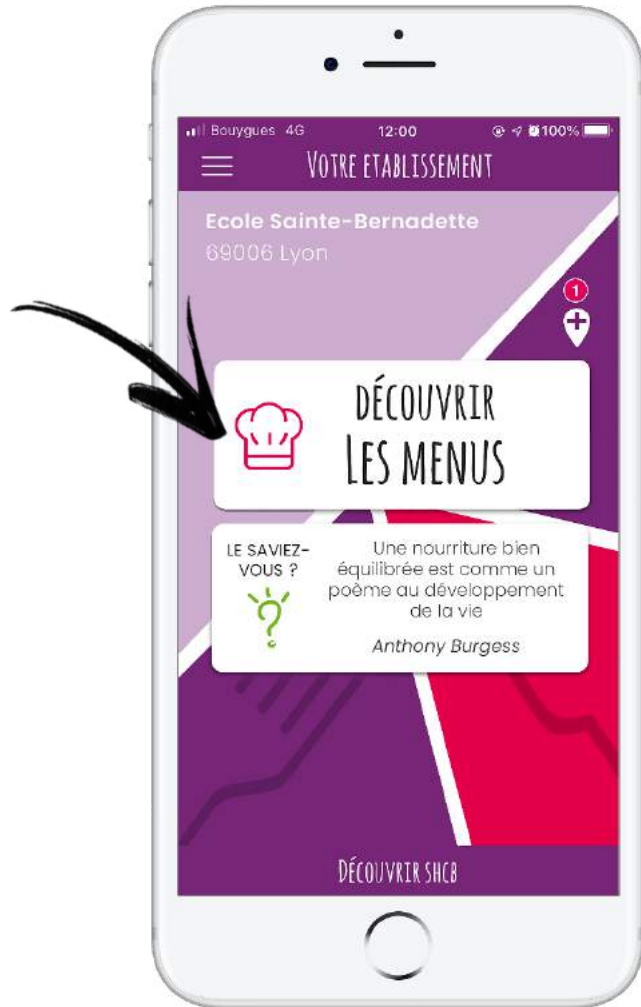 Bouygues 4G 12:00 100%
VOTRE ETABLISSEMENT
Ecole Sainte-Bernadette
69006 Lyon
1
DÉCOUVRIR
LES MENUS
LE SAVIEZ-
VOUS ?
Une nourriture bien
équilibrée est comme un
poème au développement
de la vie
Anthony Burgess
DÉCOUVRIR SHCB